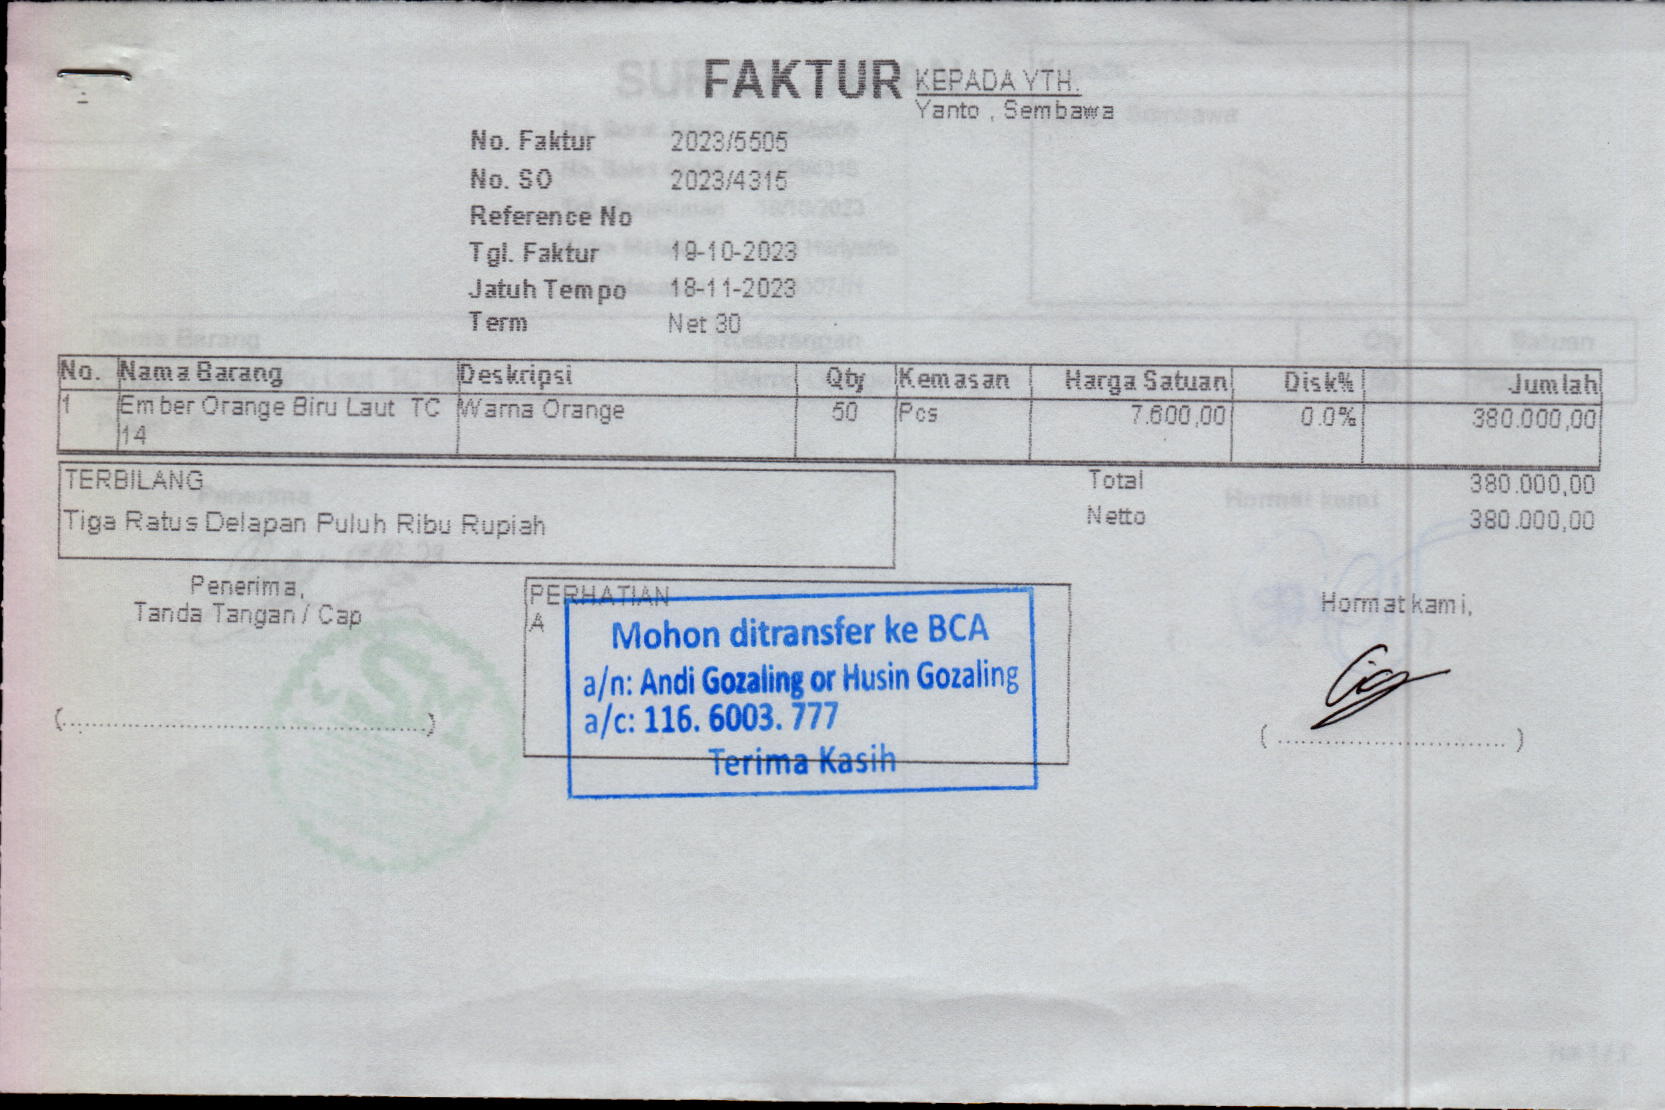 FAKTUR
KEPADA YTH.
Yanto , Sembawa
No. Faktur 2023/5505
No. SO 2023/4315
Reference No
Tgl. Faktur 19-10-2023
Jatuh Tempo 18-11-2023
Term Net 30
No. Nama Barang Deskripsi Qty Kemasan Harga Satuan Disk% Jumlah
1 Ember Orange Biru Laut TC Warna Orange 50 Pcs 7.600,00 0.0% 380.000,00
14
TERBILANG
Tiga Ratus Delapan Puluh Ribu Rupiah
Total 380.000,00
Netto 380.000,00
Penerima,
Tanda Tangan / Cap
(..............................................)
PERHATIAN
A
Mohon ditransfer ke BCA
a/n: Andi Gozaling or Husin Gozaling
a/c: 116. 6003. 777
Terima Kasih
Hormat kami,
( ............................. )